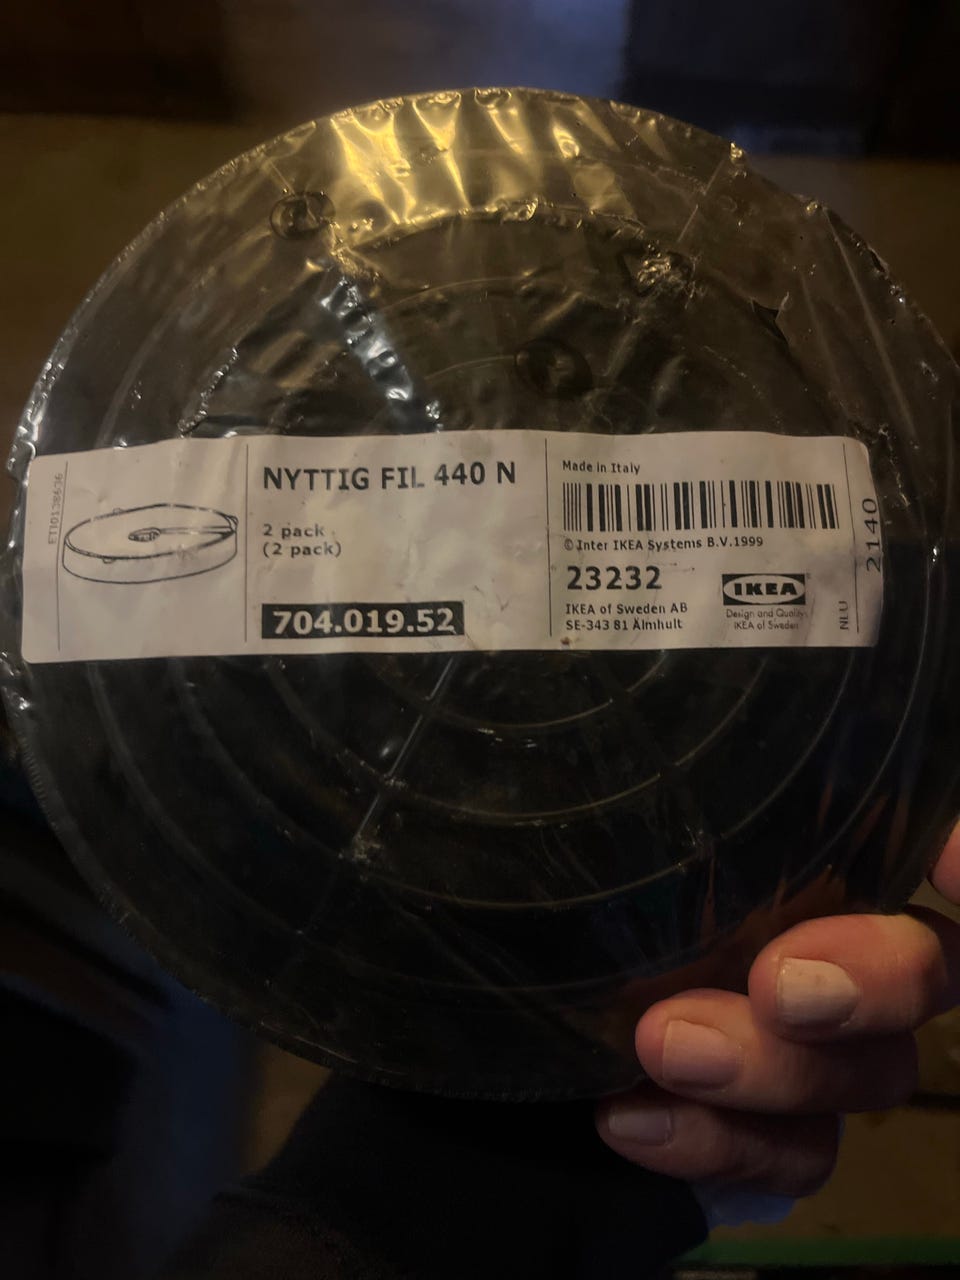 ET10138636
NYTTIG FIL 440 N
2 pack
(2 pack)
704.019.52
Made in Italy
© Inter IKEA Systems B.V.1999
23232
IKEA of Sweden AB
SE-343 81 Älmhult
IKEA
Design and Quality
IKEA of Sweden
2140
NLU